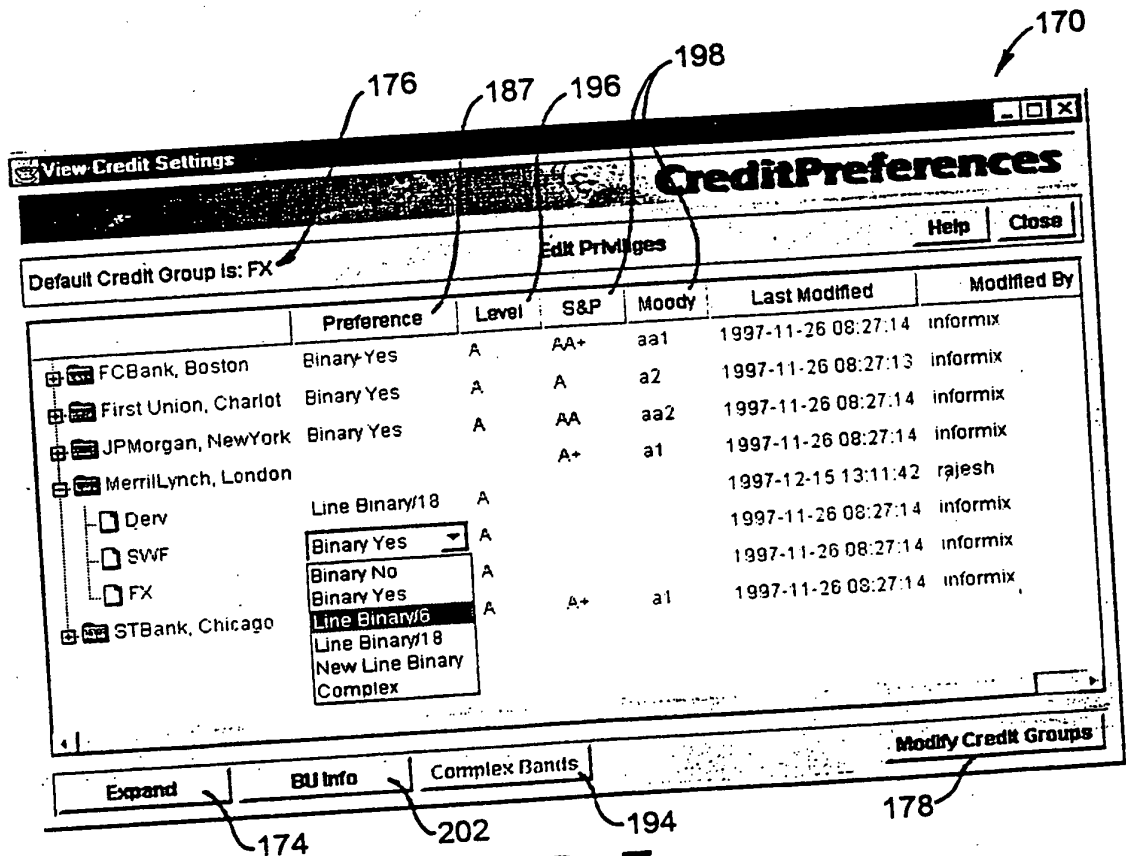 170
198
176
187
196
View Credit Settings
CreditPreferences
Default Credit Group is: FX
Edit Privileges
Help
Close
Preference Level S&P Moody Last Modified Modified By
FCBank, Boston Binary Yes A AA+ aa1 1997-11-26 08:27:14 informix
First Union, Charlot Binary Yes A A a2 1997-11-26 08:27:13 informix
JPMorgan, NewYork Binary Yes A AA aa2 1997-11-26 08:27:14 informix
MerrilLynch, London A+ a1 1997-11-26 08:27:14 informix
Derv Line Binary/18 A 1997-12-15 13:11:42 rajesh
SWF Binary Yes A 1997-11-26 08:27:14 informix
FX A 1997-11-26 08:27:14 informix
STBank, Chicago A A+ a1 1997-11-26 08:27:14 informix
Binary No
Binary Yes
Line Binary/6
Line Binary/18
New Line Binary
Complex
Expand
BU Info
Complex Bands
Modify Credit Groups
174
202
194
178